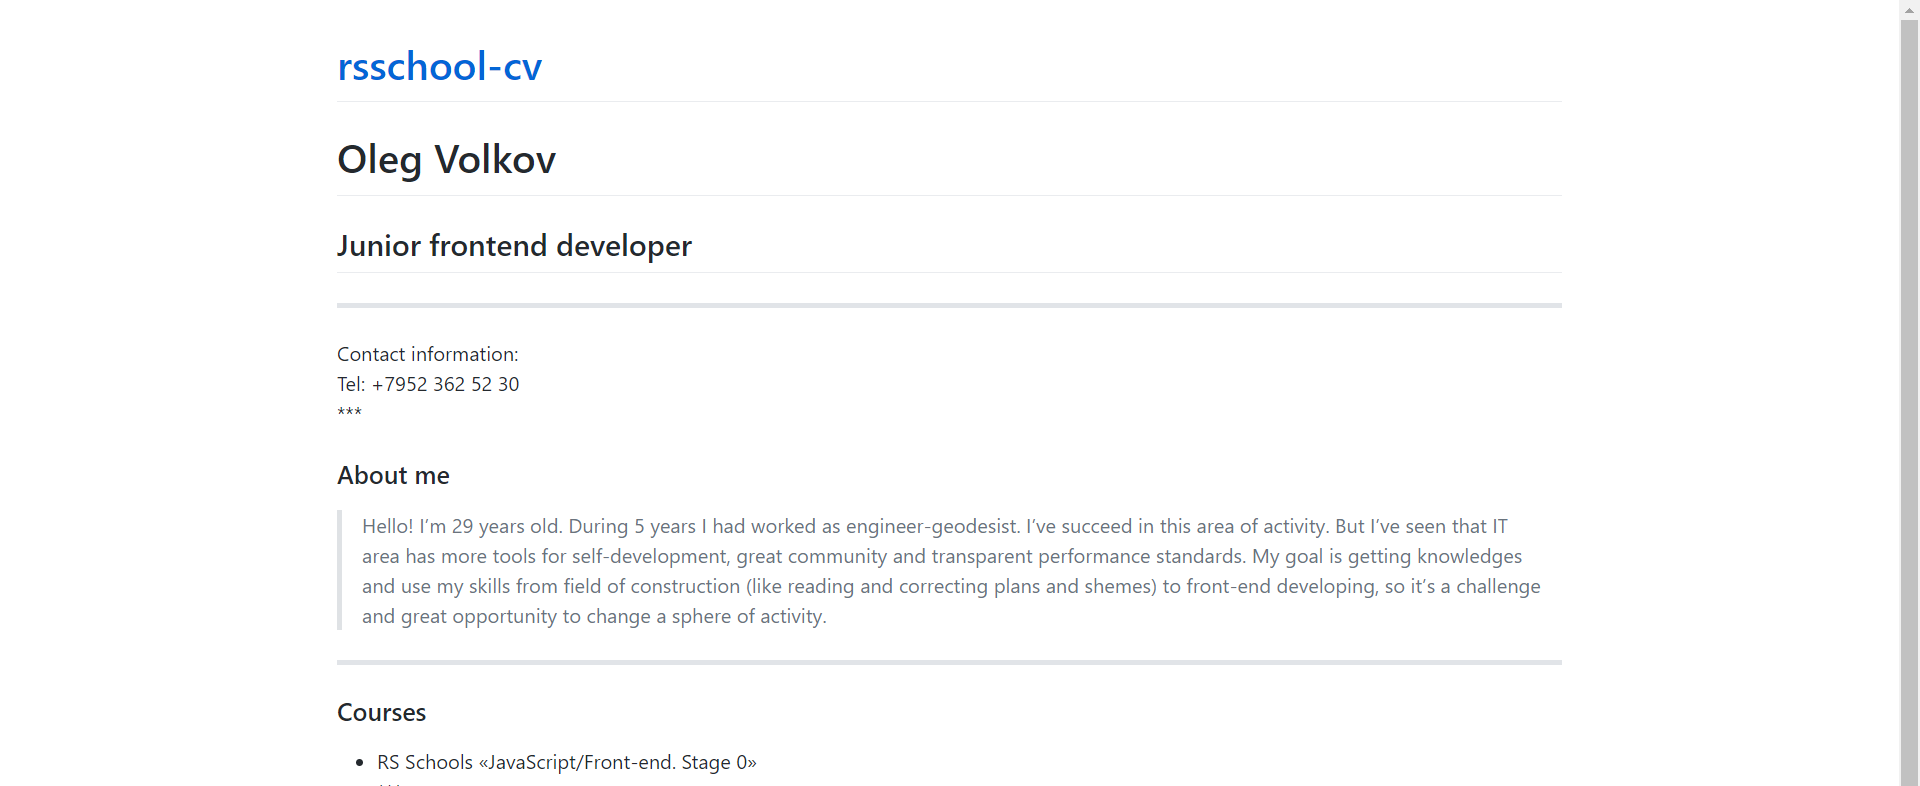 rsschool-cv
Oleg Volkov
Junior frontend developer
Contact information:
Tel: +7952 362 52 30
***
About me
Hello! I’m 29 years old. During 5 years I had worked as engineer-geodesist. I’ve succeed in this area of activity. But I’ve seen that IT
area has more tools for self-development, great community and transparent performance standards. My goal is getting knowledges
and use my skills from field of construction (like reading and correcting plans and shemes) to front-end developing, so it’s a challenge
and great opportunity to change a sphere of activity.
Courses
• RS Schools «JavaScript/Front-end. Stage 0»